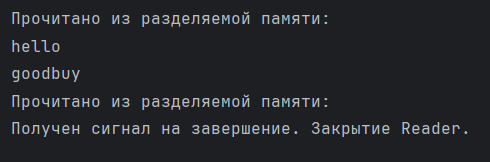 Прочитано из разделяемой памяти:
hello
goodbuy
Прочитано из разделяемой памяти:
Получен сигнал на завершение. Закрытие Reader.